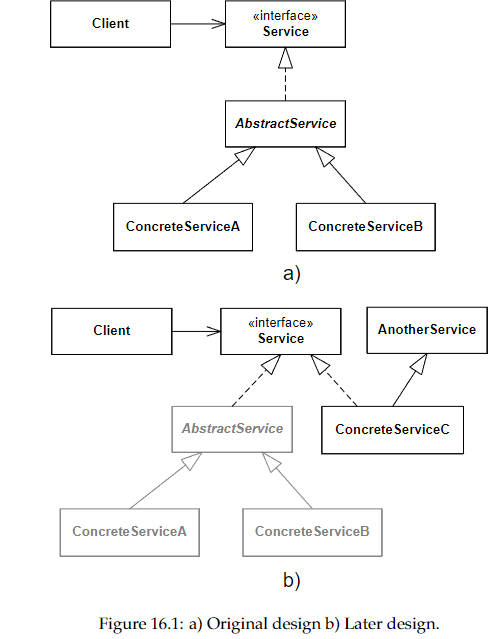 Client
«interface»
Service
AbstractService
ConcreteServiceA
ConcreteServiceB
a)
Client
«interface»
Service
AnotherService
AbstractService
ConcreteServiceC
ConcreteServiceA
ConcreteServiceB
b)
Figure 16.1: a) Original design b) Later design.